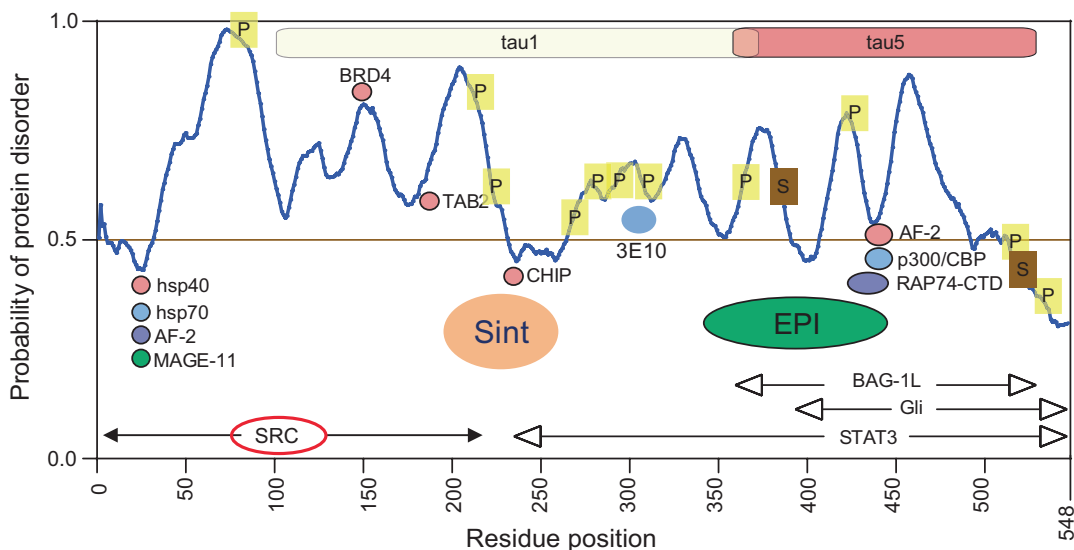 1.0
tau1
tau5
P
BRD4
P
P
P
TAB2
P
P
P
P
P
P
S
Probability of protein disorder
0.5
3E10
AF-2
P
p300/CBP
S
CHIP
RAP74-CTD
P
hsp40
hsp70
AF-2
MAGE-11
Sint
EPI
BAG-1L
Gli
SRC
STAT3
0.0
0
50
100
150
200
250
300
350
400
450
500
548
Residue position